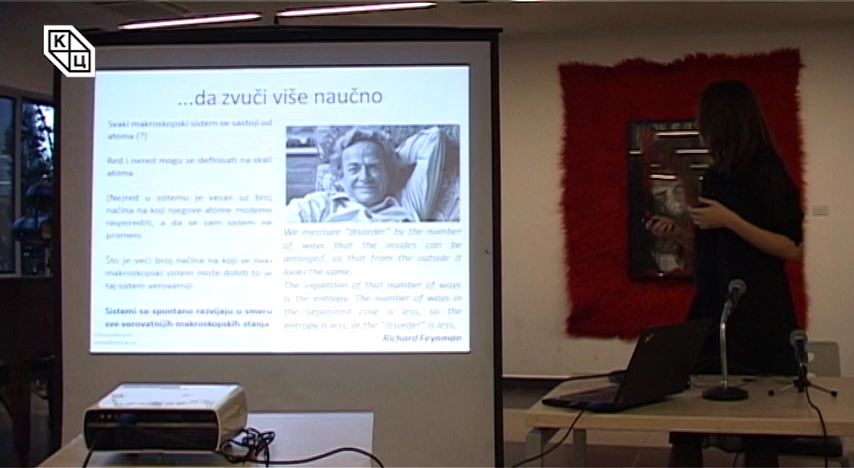 К
Ц
...da zvuči više naučno
Svaki makroskopski sistem se sastoji od
atoma (?)
Red i nered mogu se definisati na skali
atoma
(Ne)red u sistemu je vezan uz broj
načina na koji njegove atome možemo
rasporediti, a da se sam sistem ne
promeni
Što je veći broj načina na koji se neki
makroskopski sistem može dobiti to je
taj sistem verovatniji
Sistemi se spontano razvijaju u smeru
sve verovatnijih makroskopskih stanja
We measure "disorder" by the number
of ways that the insides can be
arranged, so that from the outside it
looks the same.
The logarithm of that number of ways
is the entropy. The number of ways in
the separated case is less, so the
entropy is less, or the "disorder" is less.
Richard Feynman